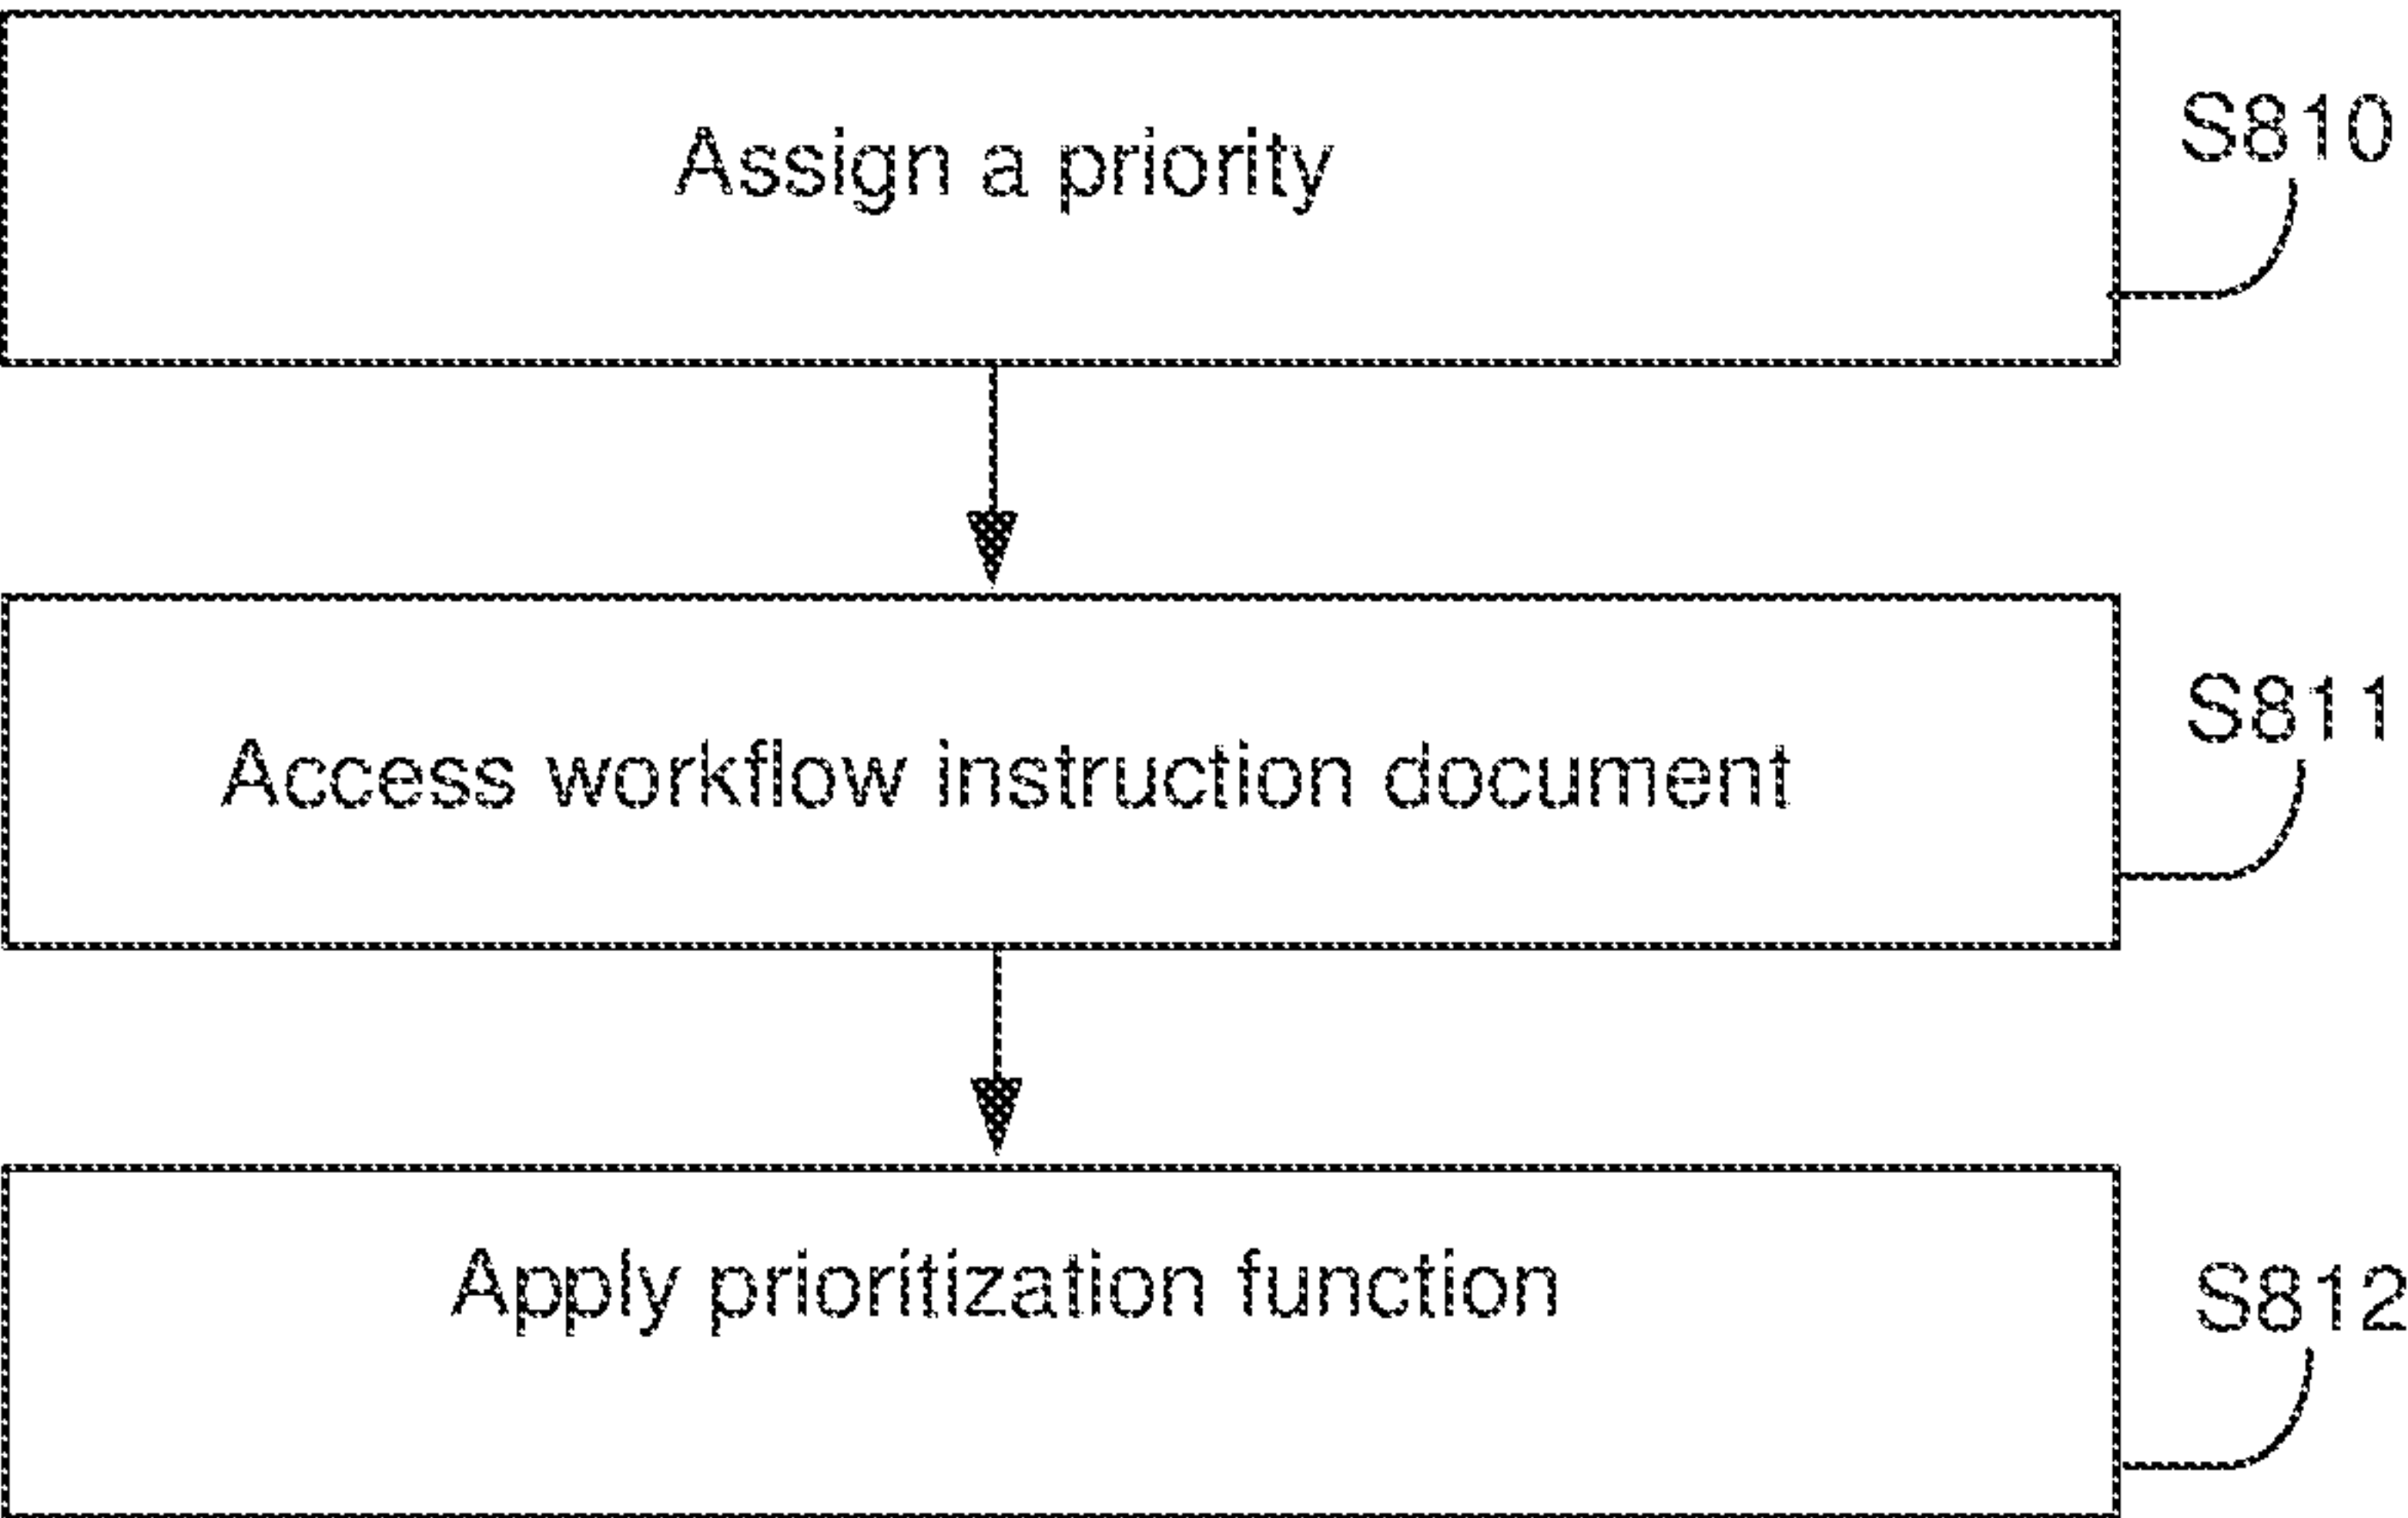 Assign a priority
S810
Access workflow instruction document
S811
Apply prioritization function
S812